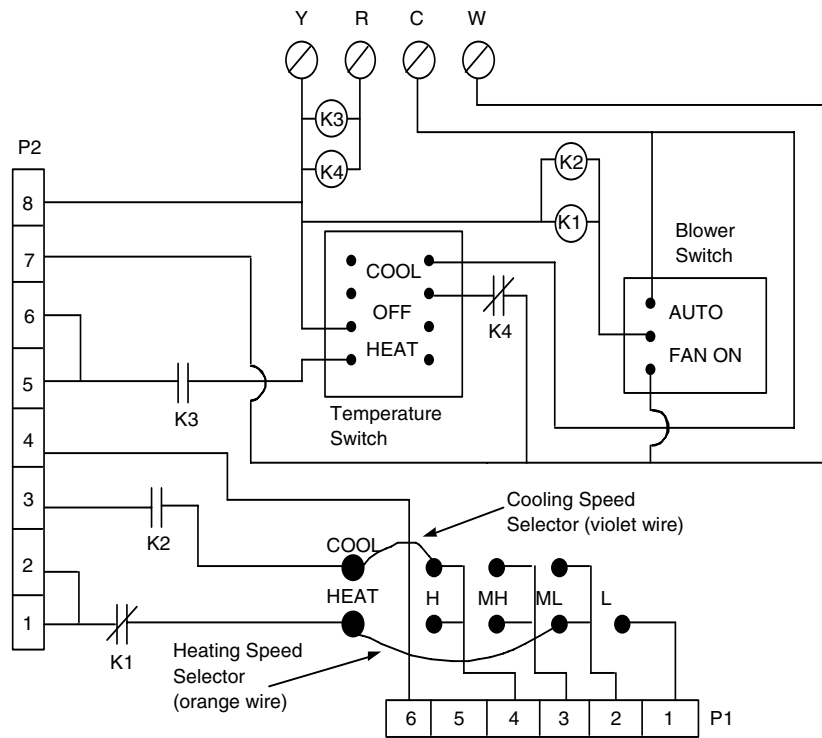 Y R C W
K3
K4
K2
K1
P2
8
7
6
5
4
3
2
1
COOL
OFF
HEAT
K4
Temperature
Switch
Blower
Switch
AUTO
FAN ON
K3
K2
K1
Cooling Speed
Selector (violet wire)
COOL
HEAT H MH ML L
Heating Speed
Selector
(orange wire)
6 5 4 3 2 1 P1